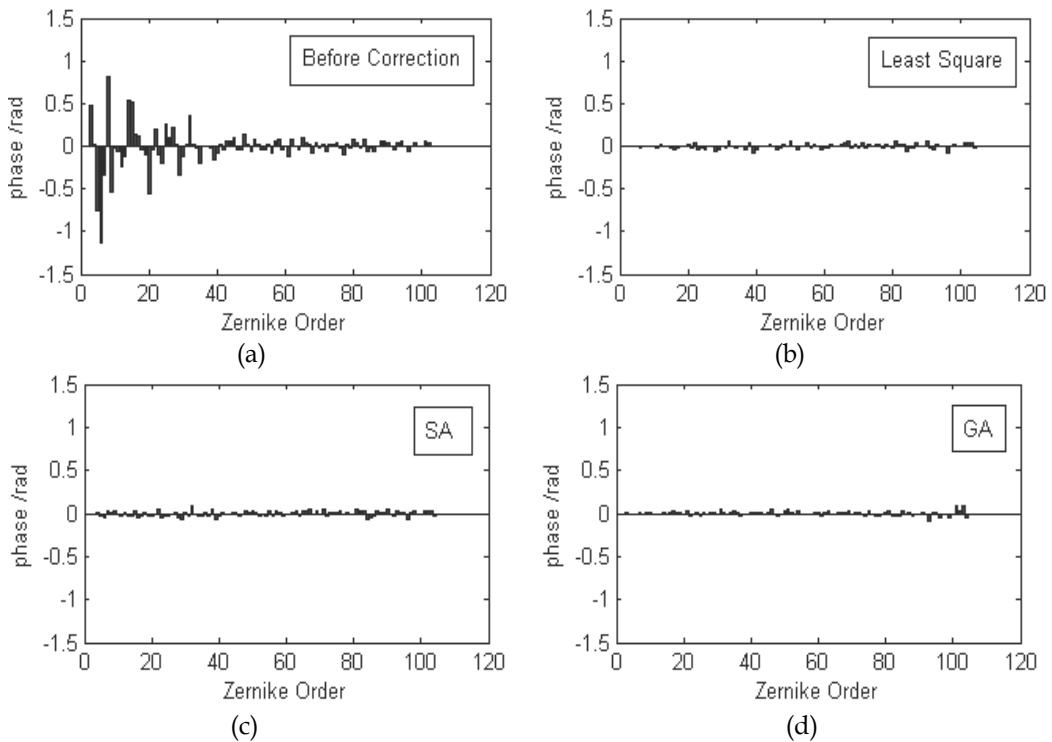 1.5
1
0.5
0
-0.5
-1
-1.5
phase /rad
Before Correction
0 20 40 60 80 100 120
Zernike Order
(a)
1.5
1
0.5
0
-0.5
-1
-1.5
phase /rad
Least Square
0 20 40 60 80 100 120
Zernike Order
(b)
1.5
1
0.5
0
-0.5
-1
-1.5
phase /rad
SA
0 20 40 60 80 100 120
Zernike Order
(c)
1.5
1
0.5
0
-0.5
-1
-1.5
phase /rad
GA
0 20 40 60 80 100 120
Zernike Order
(d)